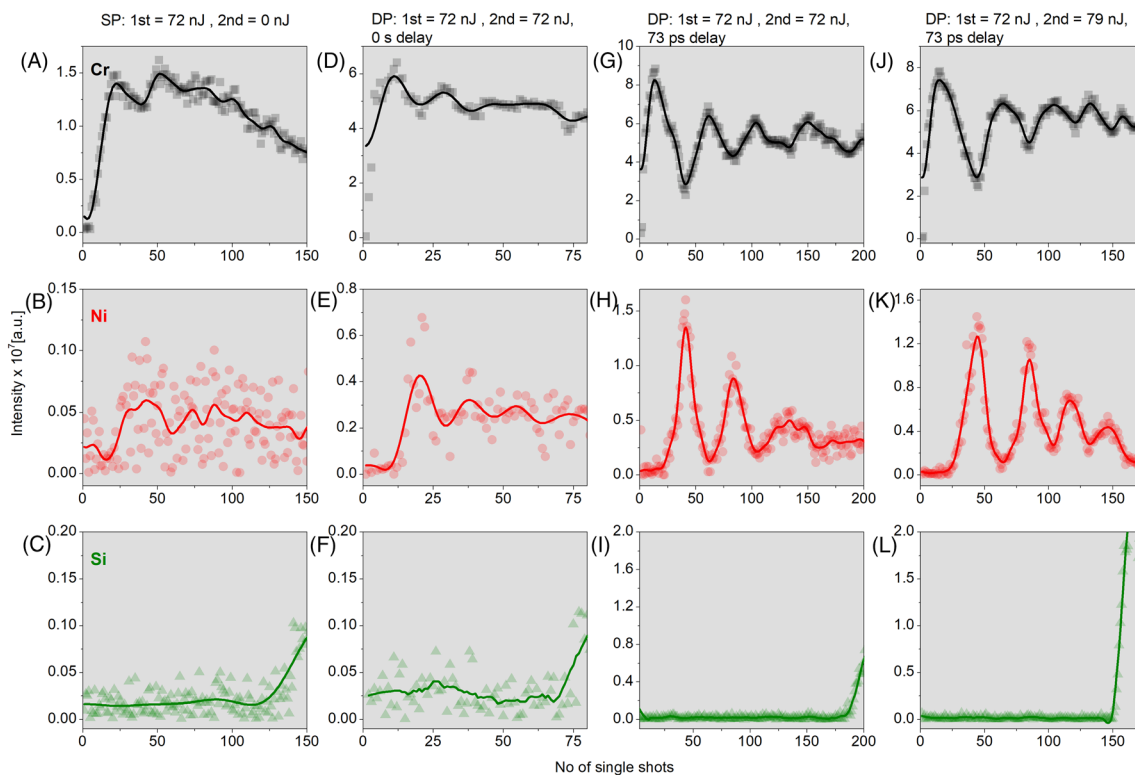 SP: 1st = 72 nJ , 2nd = 0 nJ
DP: 1st = 72 nJ , 2nd = 72 nJ,
0 s delay
DP: 1st = 72 nJ , 2nd = 72 nJ,
73 ps delay
DP: 1st = 72 nJ , 2nd = 79 nJ
73 ps delay
(A) Cr
1.5
1.0
0.5
0.0
0 50 100 150
(D)
6
4
2
0
0 25 50 75
(G)
10
8
6
4
2
0
0 50 100 150 200
(J)
8
6
4
2
0
0 50 100 150
Intensity x 10⁷[a.u.]
(B) Ni
0.15
0.10
0.05
0.00
0 50 100 150
(E)
0.8
0.6
0.4
0.2
0.0
0 25 50 75
(H)
1.5
1.0
0.5
0.0
0 50 100 150 200
(K)
1.6
1.2
0.8
0.4
0.0
0 50 100 150
(C) Si
0.20
0.15
0.10
0.05
0.00
0 50 100 150
(F)
0.20
0.15
0.10
0.05
0.00
0 25 50 75
(I)
2.0
1.6
1.2
0.8
0.4
0.0
0 50 100 150 200
(L)
2.0
1.6
1.2
0.8
0.4
0.0
0 50 100 150
No of single shots